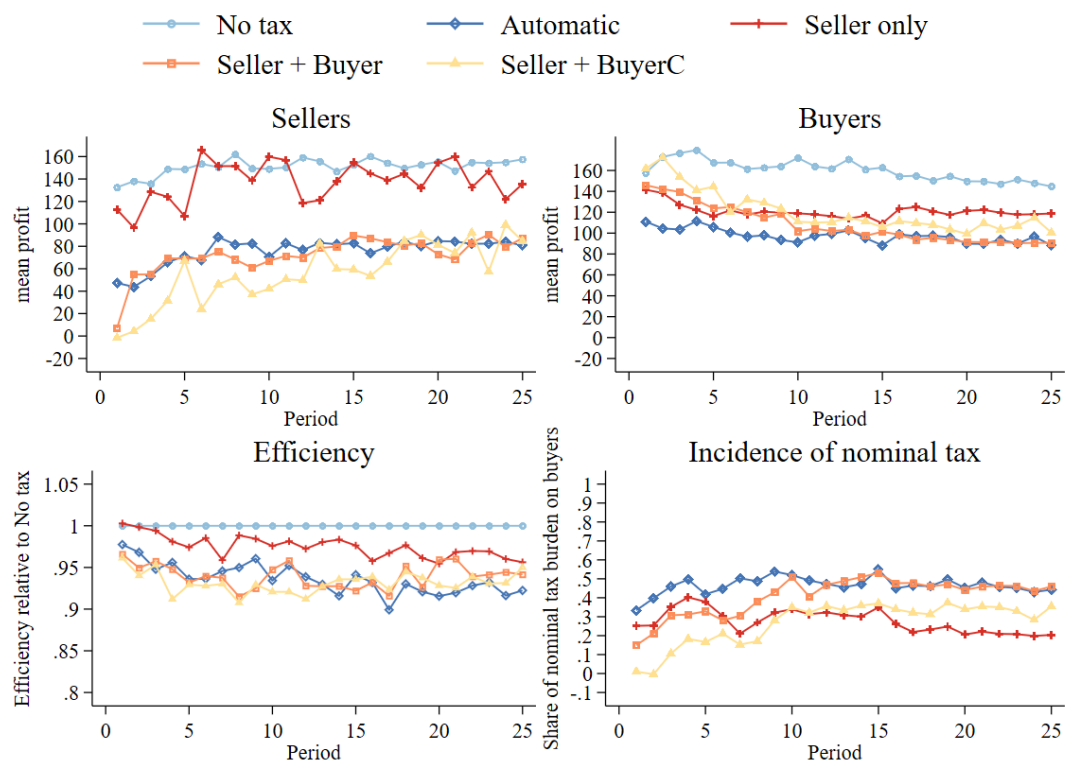 No tax Automatic Seller only
Seller + Buyer Seller + BuyerC
Sellers
mean profit
160
140
120
100
80
60
40
20
0
-20
0 5 10 15 20 25
Period
Buyers
mean profit
160
140
120
100
80
60
40
20
0
-20
0 5 10 15 20 25
Period
Efficiency
Efficiency relative to No tax
1.05
1
.95
.9
.85
.8
0 5 10 15 20 25
Period
Incidence of nominal tax
Share of nominal tax burden on buyers
1
.9
.8
.7
.6
.5
.4
.3
.2
.1
0
-.1
0 5 10 15 20 25
Period